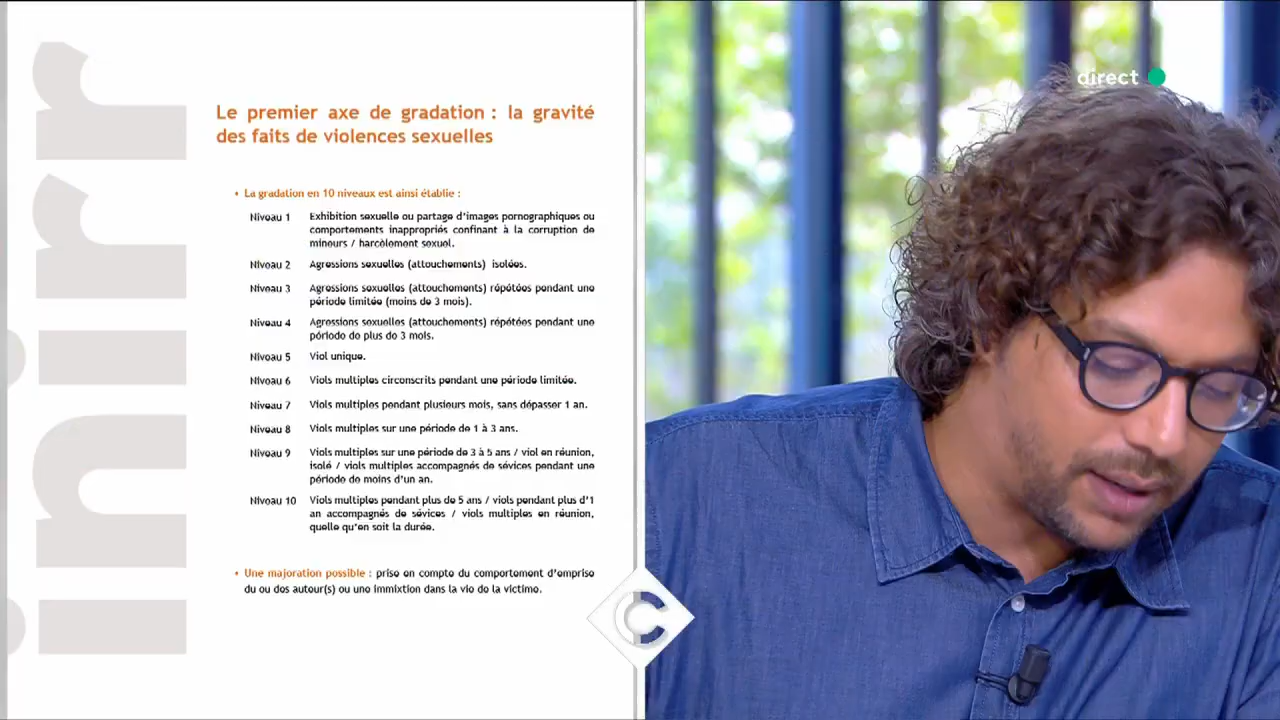 inirr
Le premier axe de gradation : la gravité
des faits de violences sexuelles
• La gradation en 10 niveaux est ainsi établie :
Niveau 1 Exhibition sexuelle ou partage d'images pornographiques ou
comportements inappropriés confinant à la corruption de
mineurs / harcèlement sexuel.
Niveau 2 Agressions sexuelles (attouchements) isolées.
Niveau 3 Agressions sexuelles (attouchements) répétées pendant une
période limitée (moins de 3 mois).
Niveau 4 Agressions sexuelles (attouchements) répétées pendant une
période de plus de 3 mois.
Niveau 5 Viol unique.
Niveau 6 Viols multiples circonscrits pendant une période limitée.
Niveau 7 Viols multiples pendant plusieurs mois, sans dépasser 1 an.
Niveau 8 Viols multiples sur une période de 1 à 3 ans.
Niveau 9 Viols multiples sur une période de 3 à 5 ans / viol en réunion,
isolé / viols multiples accompagnés de sévices pendant une
période de moins d'un an.
Niveau 10 Viols multiples pendant plus de 5 ans / viols pendant plus d'1
an accompagnés de sévices / viols multiples en réunion,
quelle qu'en soit la durée.
• Une majoration possible : prise en compte du comportement d'emprise
du ou des auteur(s) ou une immixtion dans la vie de la victime.
C
direct